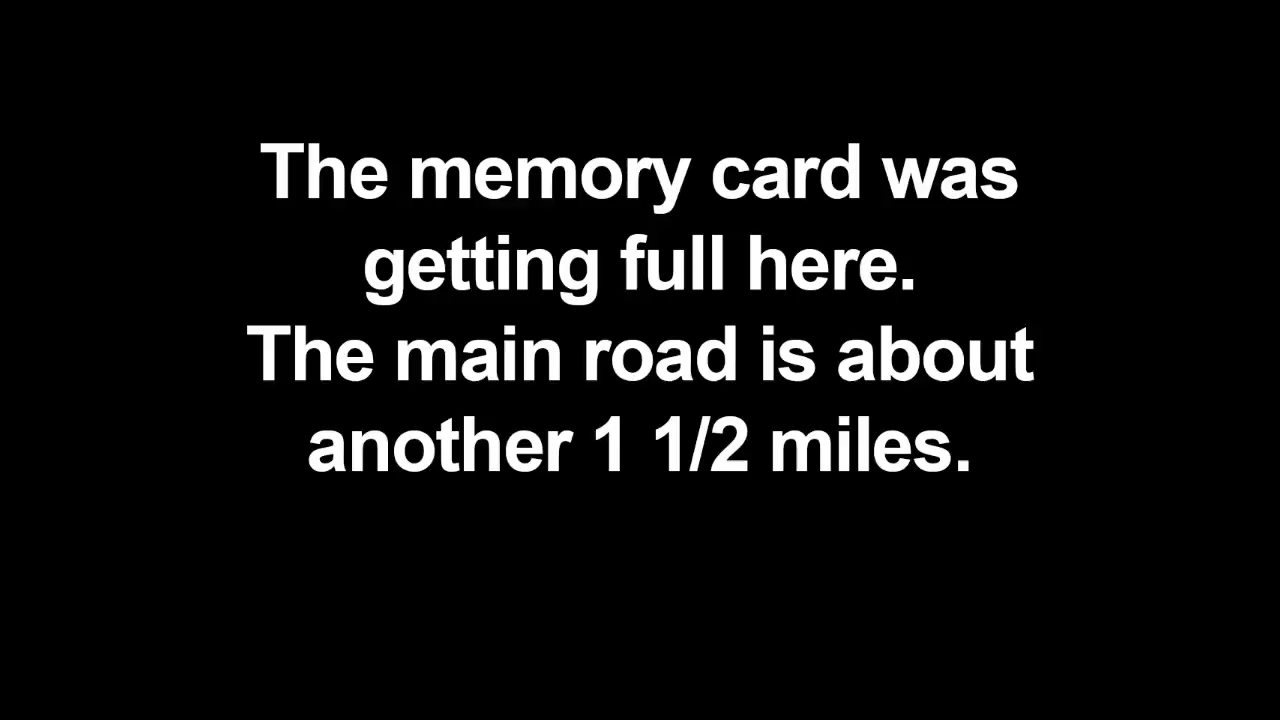 The memory card was
getting full here.
The main road is about
another 1 1/2 miles.